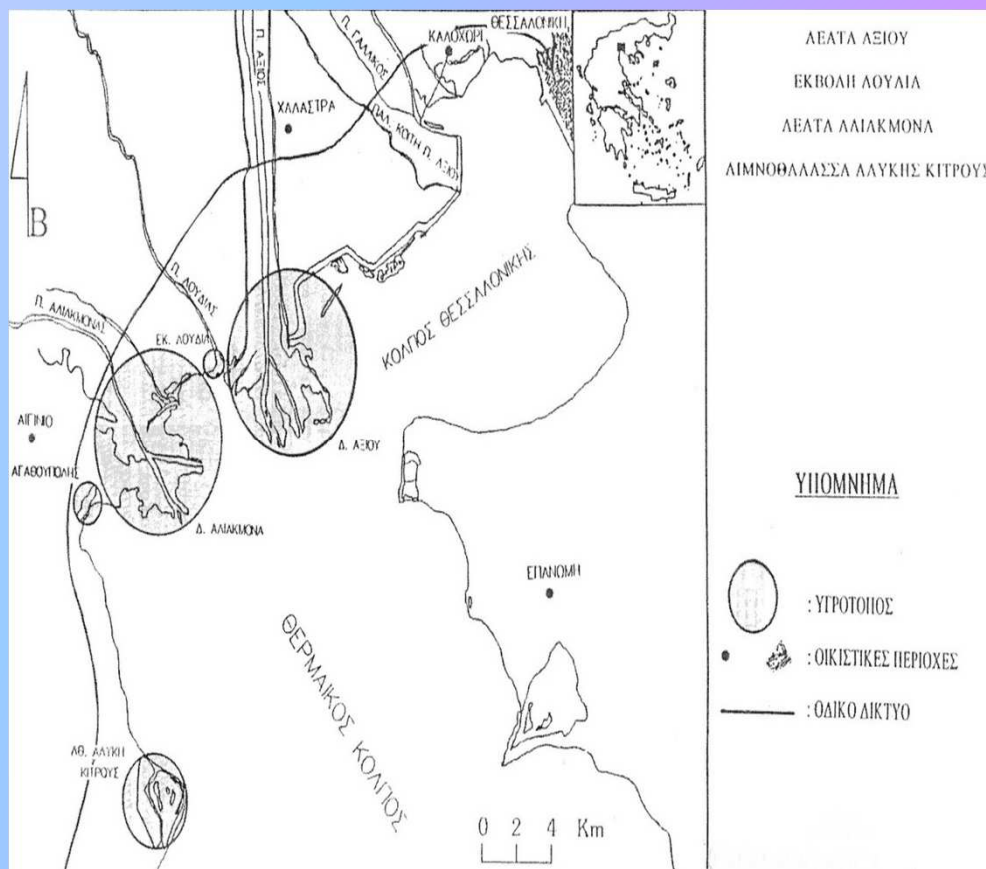 ΔΕΛΤΑ ΑΞΙΟΥ
ΕΚΒΟΛΗ ΛΟΥΔΙΑ
ΔΕΛΤΑ ΑΛΙΑΚΜΟΝΑ
ΛΙΜΝΟΘΑΛΑΣΣΑ ΑΛΥΚΗΣ ΚΙΤΡΟΥΣ
ΘΕΣΣΑΛΟΝΙΚΗ
ΚΑΛΟΧΩΡΙ
Π. ΓΑΛΛΙΚΟΣ
Π. ΑΞΙΟΣ
ΧΑΛΑΣΤΡΑ
ΠΑΛ. ΚΟΙΤΗ Π. ΑΞΙΟΥ
Β
Π. ΛΟΥΔΙΑΣ
Π. ΑΛΙΑΚΜΟΝΑΣ
ΕΚ. ΛΟΥΔΙΑ
ΚΟΛΠΟΣ ΘΕΣΣΑΛΟΝΙΚΗΣ
ΑΙΓΙΝΙΟ
Δ. ΑΞΙΟΥ
ΑΓΑΘΟΥΠΟΛΗΣ
Δ. ΑΛΙΑΚΜΟΝΑ
ΕΠΑΝΟΜΗ
ΘΕΡΜΑΙΚΟΣ ΚΟΛΠΟΣ
ΛΘ. ΑΛΥΚΗ
ΚΙΤΡΟΥΣ
0 2 4 Km
ΥΠΟΜΝΗΜΑ
: ΥΓΡΟΤΟΠΟΣ
: ΟΙΚΙΣΤΙΚΕΣ ΠΕΡΙΟΧΕΣ
: ΟΔΙΚΟ ΔΙΚΤΥΟ